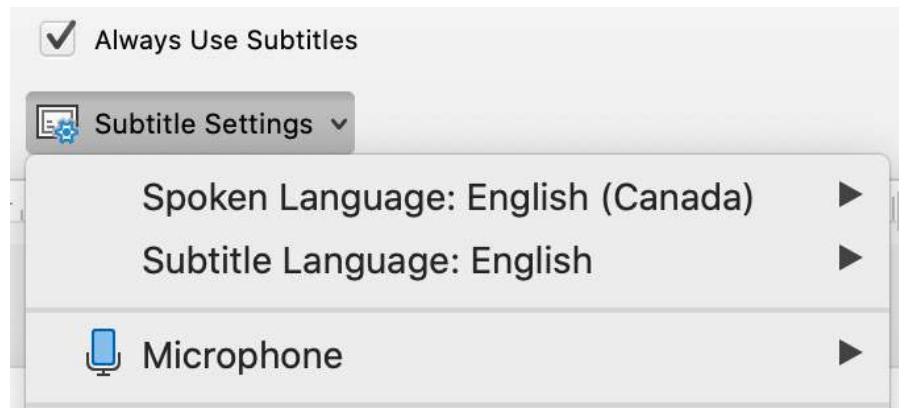 Always Use Subtitles
Subtitle Settings
Spoken Language: English (Canada)
Subtitle Language: English
Microphone